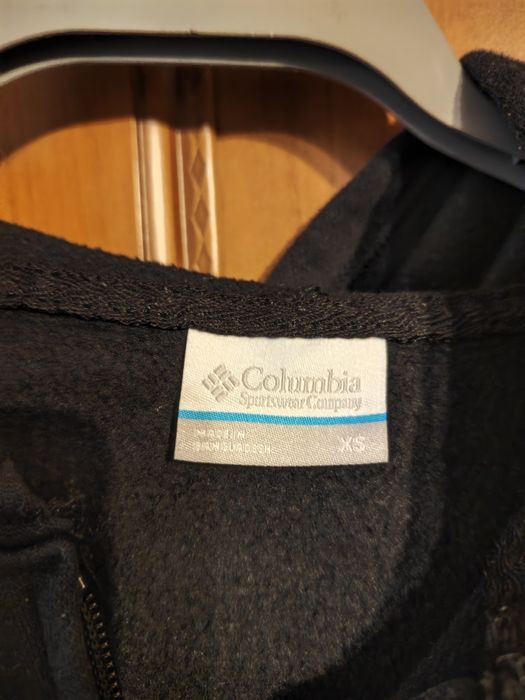 Columbia
Sportswear Company
MADE IN
BANGLADESH
XS